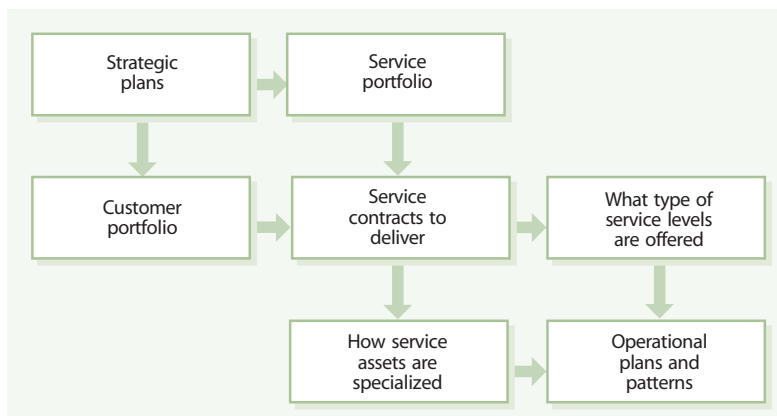 Strategic
plans
Service
portfolio
Customer
portfolio
Service
contracts to
deliver
What type of
service levels
are offered
How service
assets are
specialized
Operational
plans and
patterns